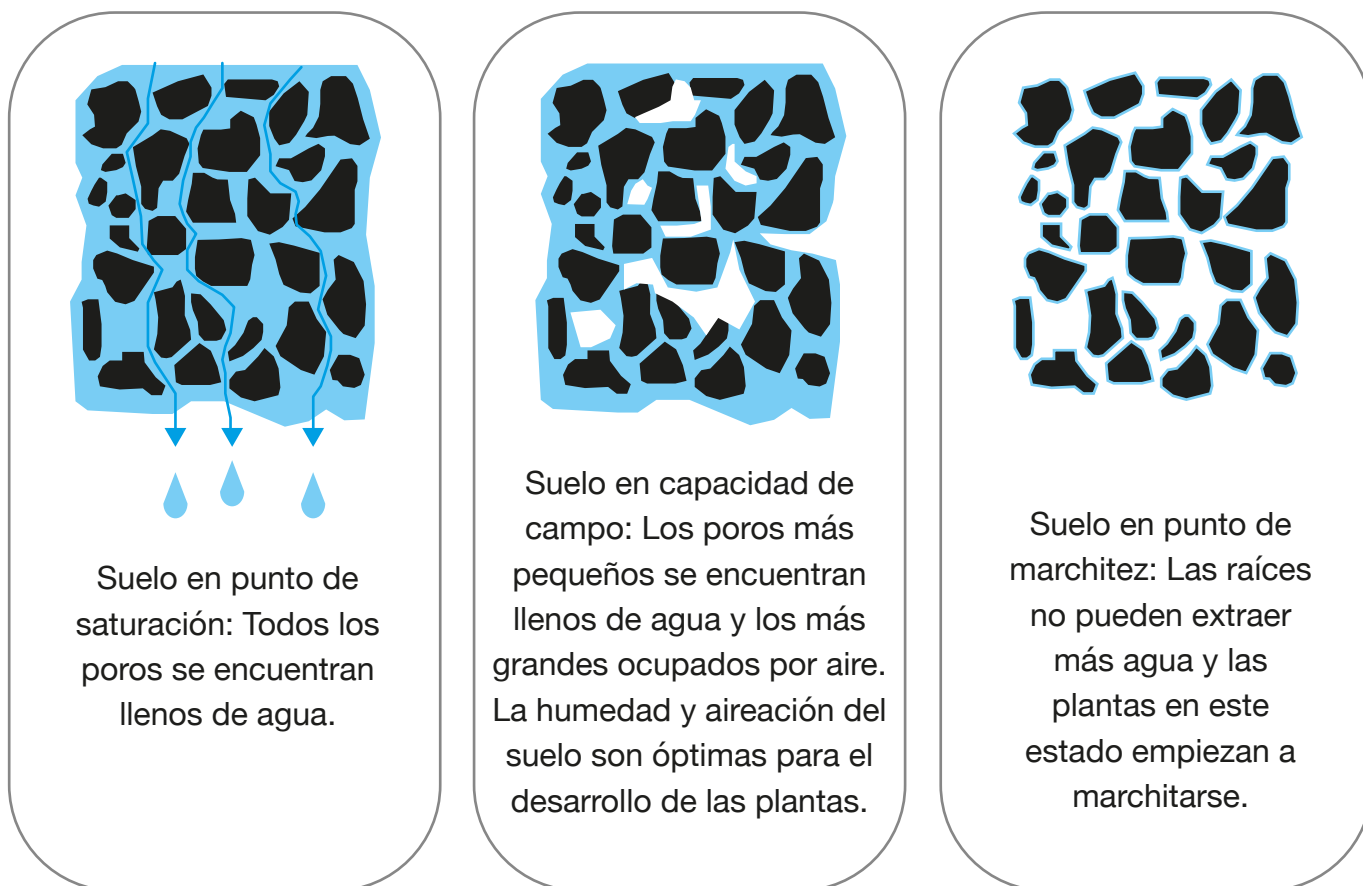 Suelo en punto de
saturación: Todos los
poros se encuentran
llenos de agua.
Suelo en capacidad de
campo: Los poros más
pequeños se encuentran
llenos de agua y los más
grandes ocupados por aire.
La humedad y aireación del
suelo son óptimas para el
desarrollo de las plantas.
Suelo en punto de
marchitez: Las raíces
no pueden extraer
más agua y las
plantas en este
estado empiezan a
marchitarse.